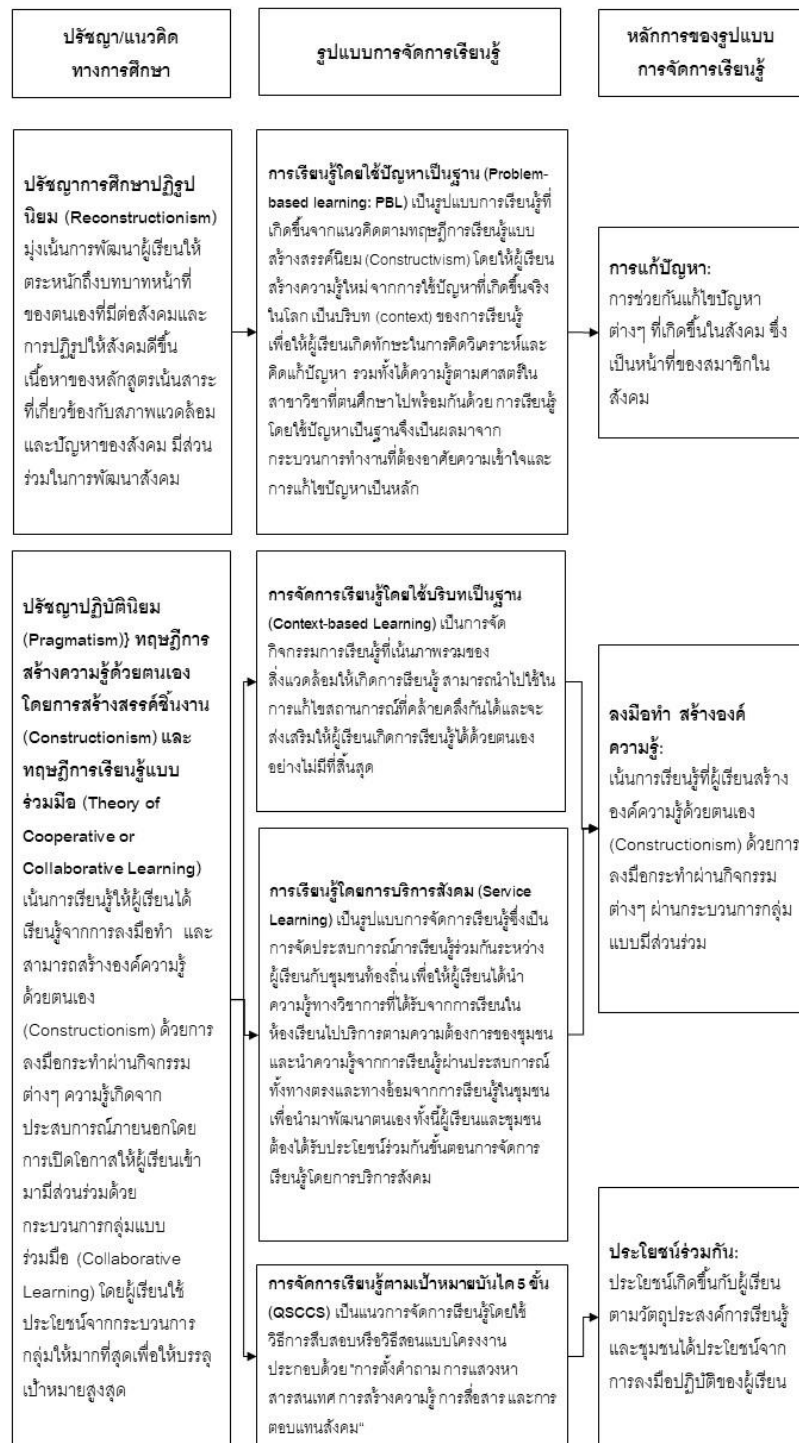 ปรัชญา/แนวคิด
ทางการศึกษา
รูปแบบการจัดการเรียนรู้
หลักการของรูปแบบ
การจัดการเรียนรู้
ปรัชญาการศึกษาปฏิรูป
นิยม (Reconstructionism)
มุ่งเน้นการพัฒนาผู้เรียนให้
ตระหนักถึงบทบาทหน้าที่
ของตนเองที่มีต่อสังคมและ
การปฏิรูปให้สังคมดีขึ้น
เนื้อหาของหลักสูตรเน้นสาระ
ที่เกี่ยวข้องกับสภาพแวดล้อม
และปัญหาของสังคม มีส่วน
ร่วมในการพัฒนาสังคม
การเรียนรู้โดยใช้ปัญหาเป็นฐาน (Problem-
based learning: PBL) เป็นรูปแบบการเรียนรู้ที่
เกิดขึ้นจากแนวคิดตามทฤษฎีการเรียนรู้แบบ
สร้างสรรค์นิยม (Constructivism) โดยให้ผู้เรียน
สร้างความรู้ใหม่ จากการใช้ปัญหาที่เกิดขึ้นจริง
ในโลก เป็นบริบท (context) ของการเรียนรู้
เพื่อให้ผู้เรียนเกิดทักษะในการคิดวิเคราะห์และ
คิดแก้ปัญหา รวมทั้งได้ความรู้ตามศาสตร์ใน
สาขาวิชาที่ตนศึกษาไปพร้อมกันด้วย การเรียนรู้
โดยใช้ปัญหาเป็นฐานจึงเป็นผลมาจาก
กระบวนการทำงานที่ต้องอาศัยความเข้าใจและ
การแก้ไขปัญหาเป็นหลัก
การแก้ปัญหา:
การช่วยกันแก้ไขปัญหา
ต่างๆ ที่เกิดขึ้นในสังคม ซึ่ง
เป็นหน้าที่ของสมาชิกใน
สังคม
ปรัชญาปฏิบัตินิยม
(Pragmatism)} ทฤษฎีการ
สร้างความรู้ด้วยตนเอง
โดยการสร้างสรรค์ชิ้นงาน
(Constructionism) และ
ทฤษฎีการเรียนรู้แบบ
ร่วมมือ (Theory of
Cooperative or
Collaborative Learning)
เน้นการเรียนรู้ให้ผู้เรียนได้
เรียนรู้จากการลงมือทำ และ
สามารถสร้างองค์ความรู้
ด้วยตนเอง
(Constructionism) ด้วยการ
ลงมือกระทำผ่านกิจกรรม
ต่างๆ ความรู้เกิดจาก
ประสบการณ์ภายนอกโดย
การเปิดโอกาสให้ผู้เรียนเข้า
มามีส่วนร่วมด้วย
กระบวนการกลุ่มแบบ
ร่วมมือ (Collaborative
Learning) โดยผู้เรียนใช้
ประโยชน์จากกระบวนการ
กลุ่มให้มากที่สุดเพื่อให้บรรลุ
เป้าหมายสูงสุด
การจัดการเรียนรู้โดยใช้บริบทเป็นฐาน
(Context-based Learning) เป็นการจัด
กิจกรรมการเรียนรู้ที่เน้นภาพรวมของ
สิ่งแวดล้อมให้เกิดการเรียนรู้ สามารถนำไปใช้ใน
การแก้ไขสถานการณ์ที่คล้ายคลึงกันได้และจะ
ส่งเสริมให้ผู้เรียนเกิดการเรียนรู้ได้ด้วยตนเอง
อย่างไม่มีที่สิ้นสุด
การเรียนรู้โดยการบริการสังคม (Service
Learning) เป็นรูปแบบการจัดการเรียนรู้ซึ่งเป็น
การจัดประสบการณ์การเรียนรู้ร่วมกันระหว่าง
ผู้เรียนกับชุมชนท้องถิ่น เพื่อให้ผู้เรียนได้นำ
ความรู้ทางวิชาการที่ได้รับจากการเรียนใน
ห้องเรียนไปบริการตามความต้องการของชุมชน
และนำความรู้จากการเรียนรู้ผ่านประสบการณ์
ทั้งทางตรงและทางอ้อมจากการเรียนรู้ในชุมชน
เพื่อนำมาพัฒนาตนเอง ทั้งนี้ผู้เรียนและชุมชน
ต้องได้รับประโยชน์ร่วมกันขั้นตอนการจัดการ
เรียนรู้โดยการบริการสังคม
การจัดการเรียนรู้ตามเป้าหมายบันได 5 ขั้น
(QSCCS) เป็นแนวการจัดการเรียนรู้โดยใช้
วิธีการสืบสอบหรือวิธีสอนแบบโครงงาน
ประกอบด้วย "การตั้งคำถาม การแสวงหา
สารสนเทศ การสร้างความรู้ การสื่อสาร และการ
ตอบแทนสังคม"
ลงมือทำ สร้างองค์
ความรู้:
เน้นการเรียนรู้ที่ผู้เรียนสร้าง
องค์ความรู้ด้วยตนเอง
(Constructionism) ด้วยการ
ลงมือกระทำผ่านกิจกรรม
ต่างๆ ผ่านกระบวนการกลุ่ม
แบบมีส่วนร่วม
ประโยชน์ร่วมกัน:
ประโยชน์เกิดขึ้นกับผู้เรียน
ตามวัตถุประสงค์การเรียนรู้
และชุมชนได้ประโยชน์จาก
การลงมือปฏิบัติของผู้เรียน